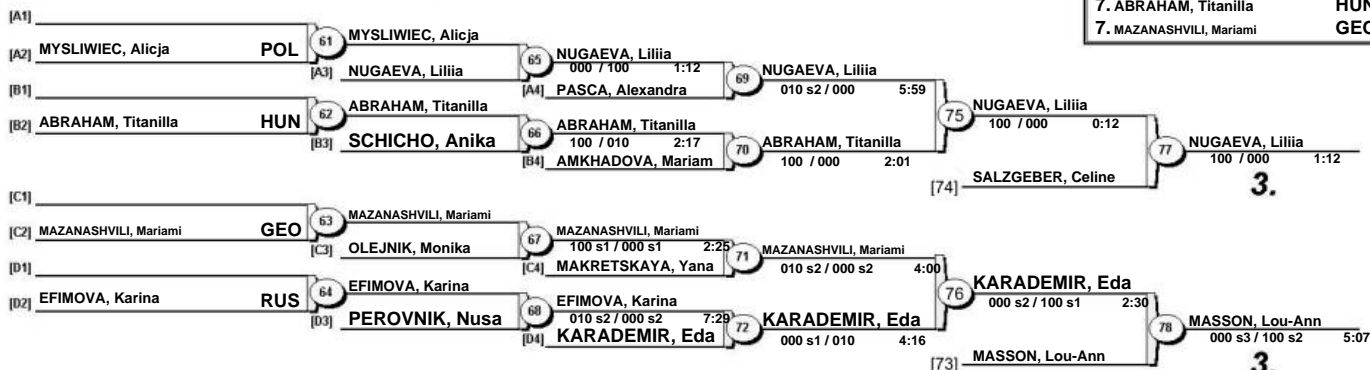 7. ABRAHAM, Titanilla HUN
7. MAZANASHVILI, Mariami GEO
[A1]
[A2] MYSLIWIEC, Alicja POL
61 MYSLIWIEC, Alicja
[A3] NUGAEVA, Liliia
65 NUGAEVA, Liliia
000 / 100 1:12
[A4] PASCA, Alexandra
69 NUGAEVA, Liliia
010 s2 / 000 5:59
[B1]
[B2] ABRAHAM, Titanilla HUN
62 ABRAHAM, Titanilla
[B3] SCHICHO, Anika
66 ABRAHAM, Titanilla
100 / 010 2:17
[B4] AMKHADOVA, Mariam
70 ABRAHAM, Titanilla
100 / 000 2:01
75 NUGAEVA, Liliia
100 / 000 0:12
[74] SALZGEBER, Celine
77 NUGAEVA, Liliia
100 / 000 1:12
3.
[C1]
[C2] MAZANASHVILI, Mariami GEO
63 MAZANASHVILI, Mariami
[C3] OLEJNIK, Monika
67 MAZANASHVILI, Mariami
100 s1 / 000 s1 2:25
[C4] MAKRETSKAYA, Yana
71 MAZANASHVILI, Mariami
010 s2 / 000 s2 4:00
[D1]
[D2] EFIMOVA, Karina RUS
64 EFIMOVA, Karina
[D3] PEROVNIK, Nusa
68 EFIMOVA, Karina
010 s2 / 000 s2 7:29
[D4] KARADEMIR, Eda
72 KARADEMIR, Eda
000 s1 / 010 4:16
76 KARADEMIR, Eda
000 s2 / 100 s1 2:30
[73] MASSON, Lou-Ann
78 MASSON, Lou-Ann
000 s3 / 100 s2 5:07
3.